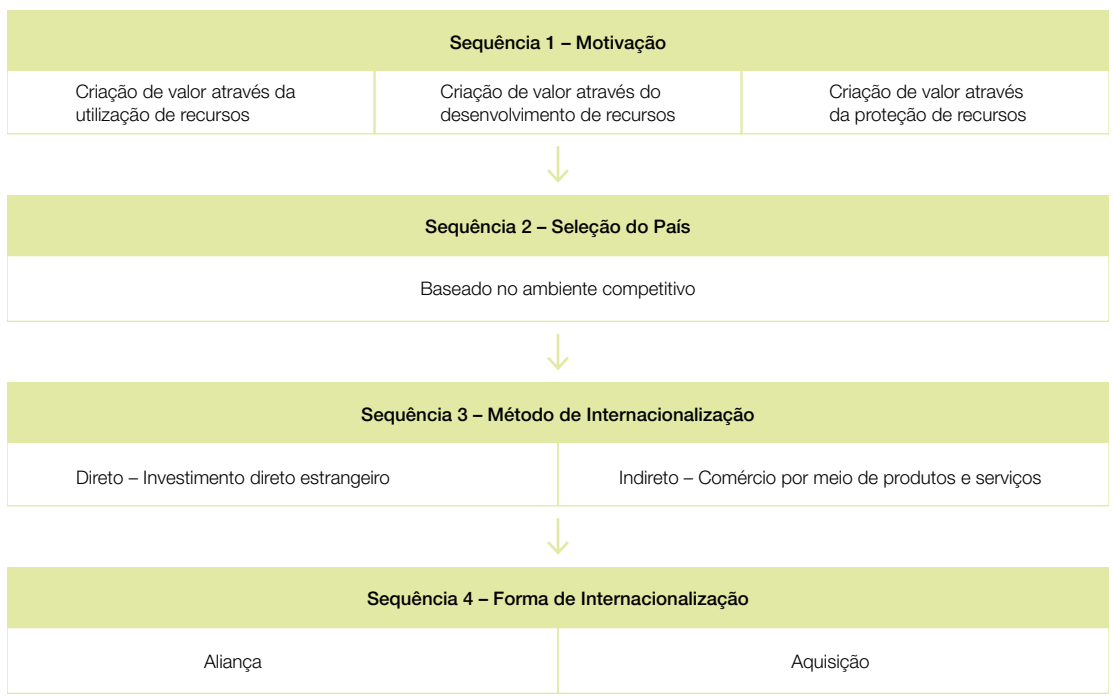 Sequência 1 – Motivação
Criação de valor através da
utilização de recursos
Criação de valor através do
desenvolvimento de recursos
Criação de valor através
da proteção de recursos
Sequência 2 – Seleção do País
Baseado no ambiente competitivo
Sequência 3 – Método de Internacionalização
Direto – Investimento direto estrangeiro
Indireto – Comércio por meio de produtos e serviços
Sequência 4 – Forma de Internacionalização
Aliança
Aquisição